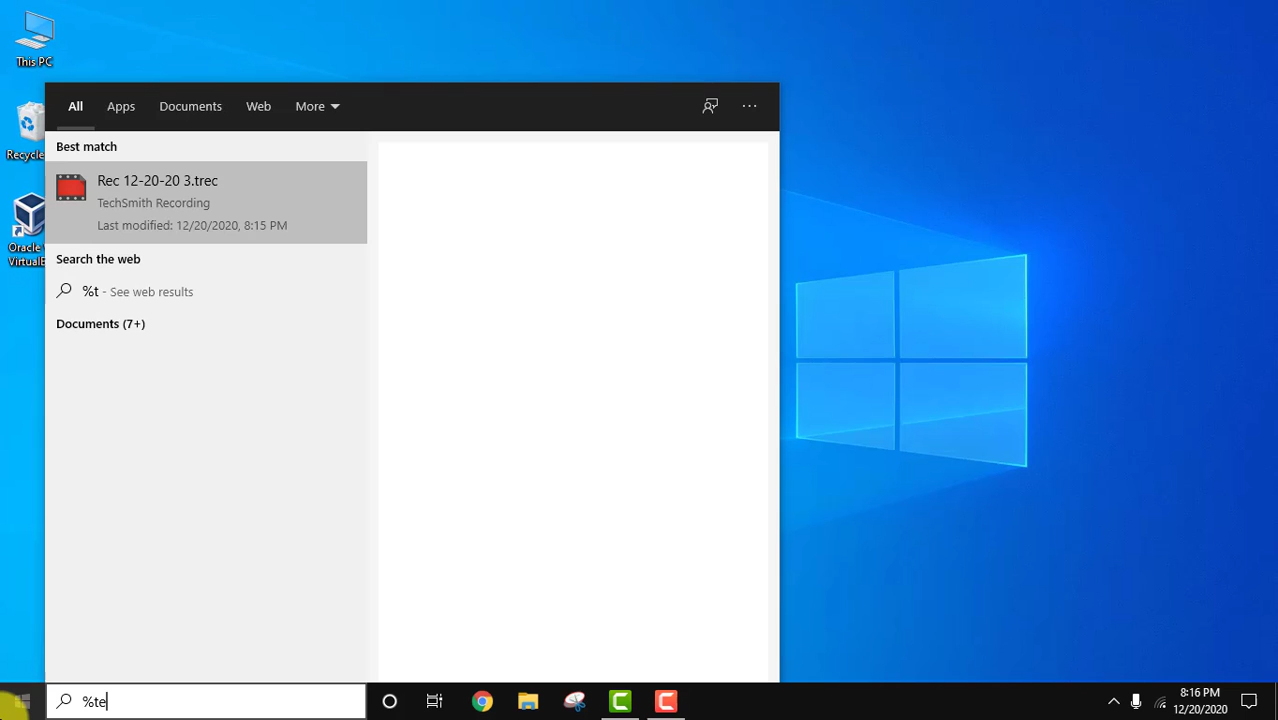 This PC
Recycle
Oracle
VirtualB
All Apps Documents Web More
Best match
Rec 12-20-20 3.trec
TechSmith Recording
Last modified: 12/20/2020, 8:15 PM
Search the web
%t - See web results
Documents (7+)
%te
8:16 PM
12/20/2020